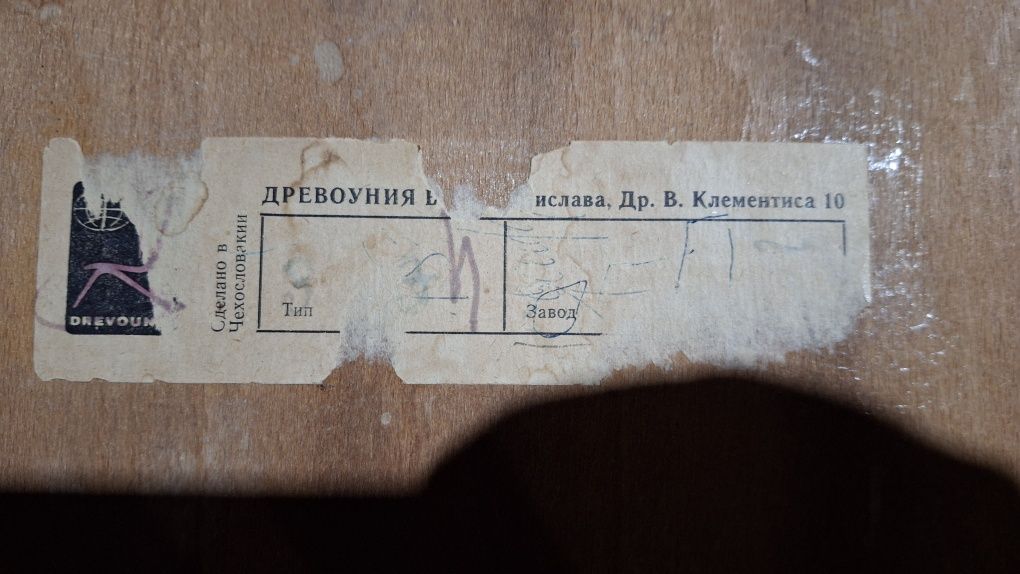 ДРЕВОУНИЯ
ислава, Др. В. Клементиса 10
Сделано в
Чехословакии
Тип
Завод
DREVOUN